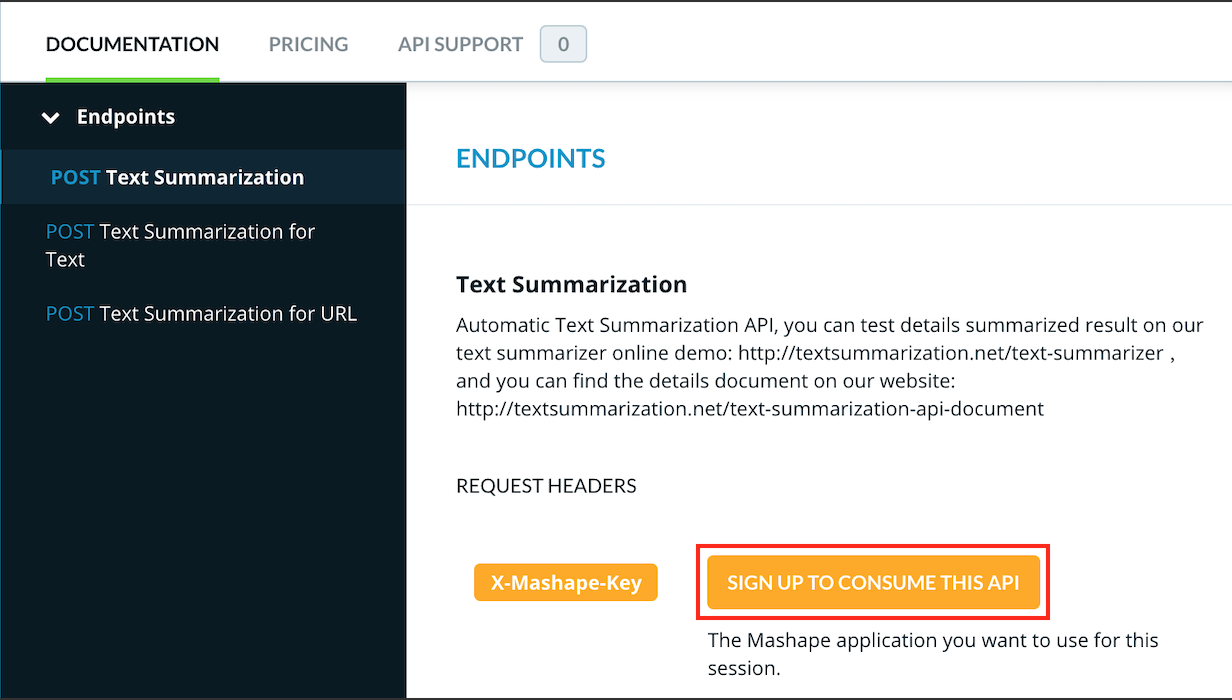 DOCUMENTATION PRICING API SUPPORT 0
Endpoints
POST Text Summarization
POST Text Summarization for
Text
POST Text Summarization for URL
ENDPOINTS
Text Summarization
Automatic Text Summarization API, you can test details summarized result on our
text summarizer online demo: http://textsummarization.net/text-summarizer ,
and you can find the details document on our website:
http://textsummarization.net/text-summarization-api-document
REQUEST HEADERS
X-Mashape-Key
SIGN UP TO CONSUME THIS API
The Mashape application you want to use for this
session.